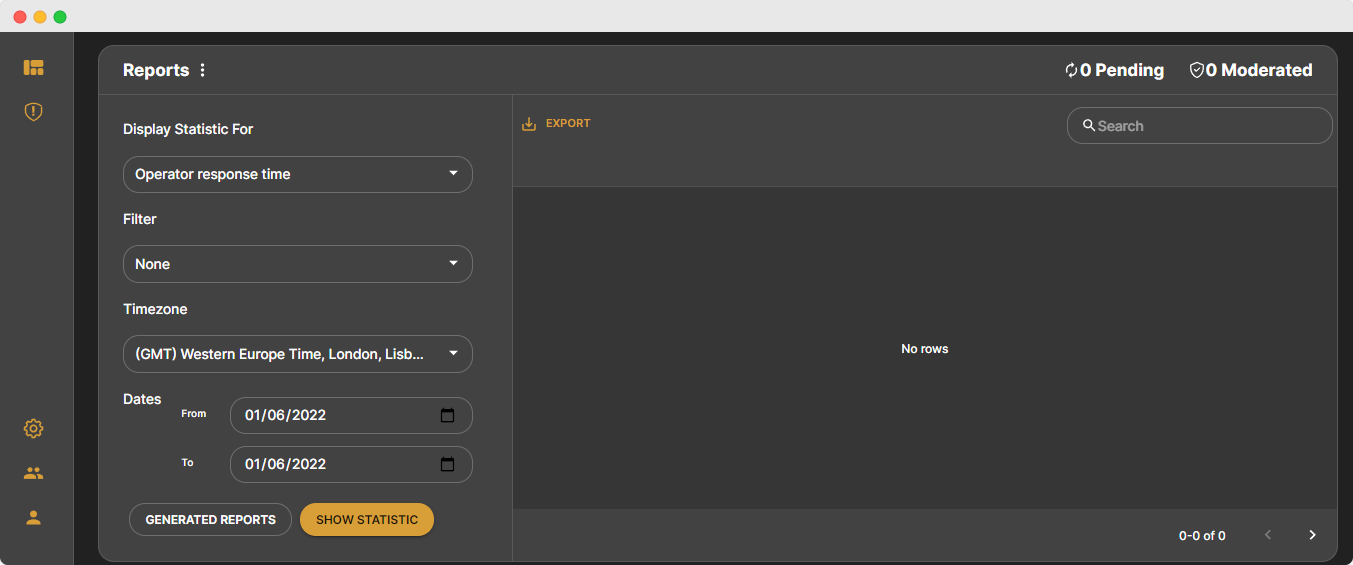 Reports
0 Pending
0 Moderated
Display Statistic For
Operator response time
Filter
None
Timezone
(GMT) Western Europe Time, London, Lisb...
Dates
From
01/06/2022
To
01/06/2022
GENERATED REPORTS
SHOW STATISTIC
EXPORT
Search
No rows
0-0 of 0